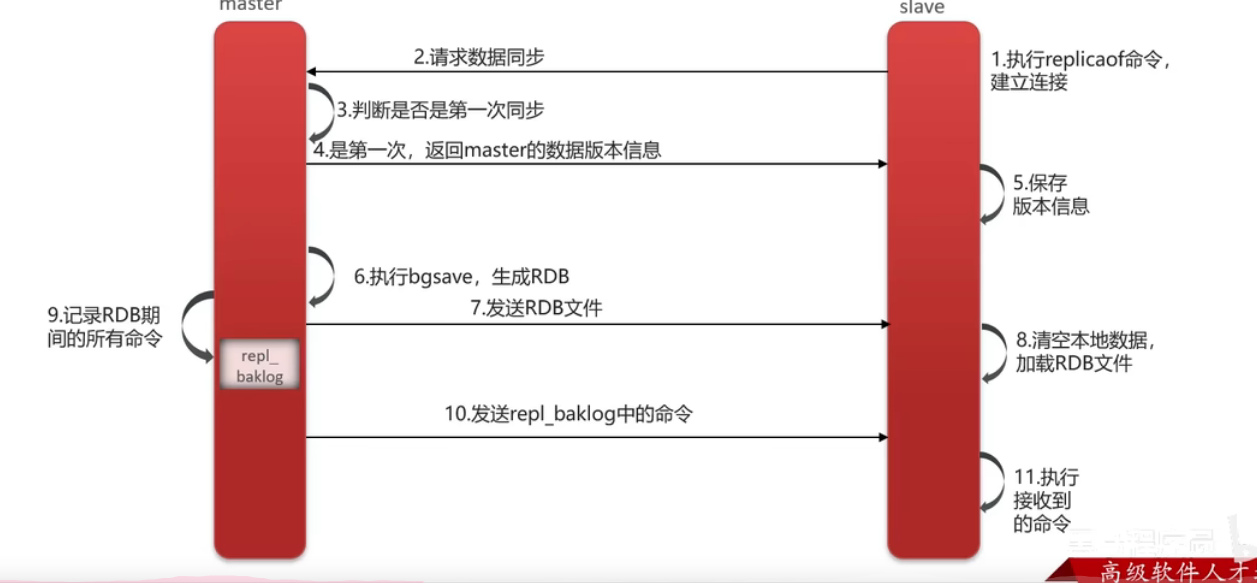 master
slave
2.请求数据同步
1.执行replicaof命令，
建立连接
3.判断是否是第一次同步
4.是第一次，返回master的数据版本信息
5.保存
版本信息
6.执行bgsave，生成RDB
7.发送RDB文件
9.记录RDB期
间的所有命令
repl_
baklog
8.清空本地数据，
加载RDB文件
10.发送repl_baklog中的命令
11.执行
接收到
的命令
高级软件人才